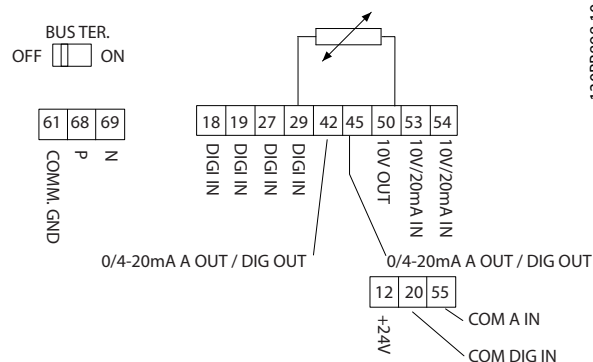 BUS TER.
OFF ON
61 68 69
COMM. GND
P
N
18 19 27 29 42 45 50 53 54
DIGI IN
DIGI IN
DIGI IN
DIGI IN
10V OUT
10V/20mA IN
10V/20mA IN
0/4-20mA A OUT / DIG OUT
0/4-20mA A OUT / DIG OUT
12 20 55
+24V
COM A IN
COM DIG IN